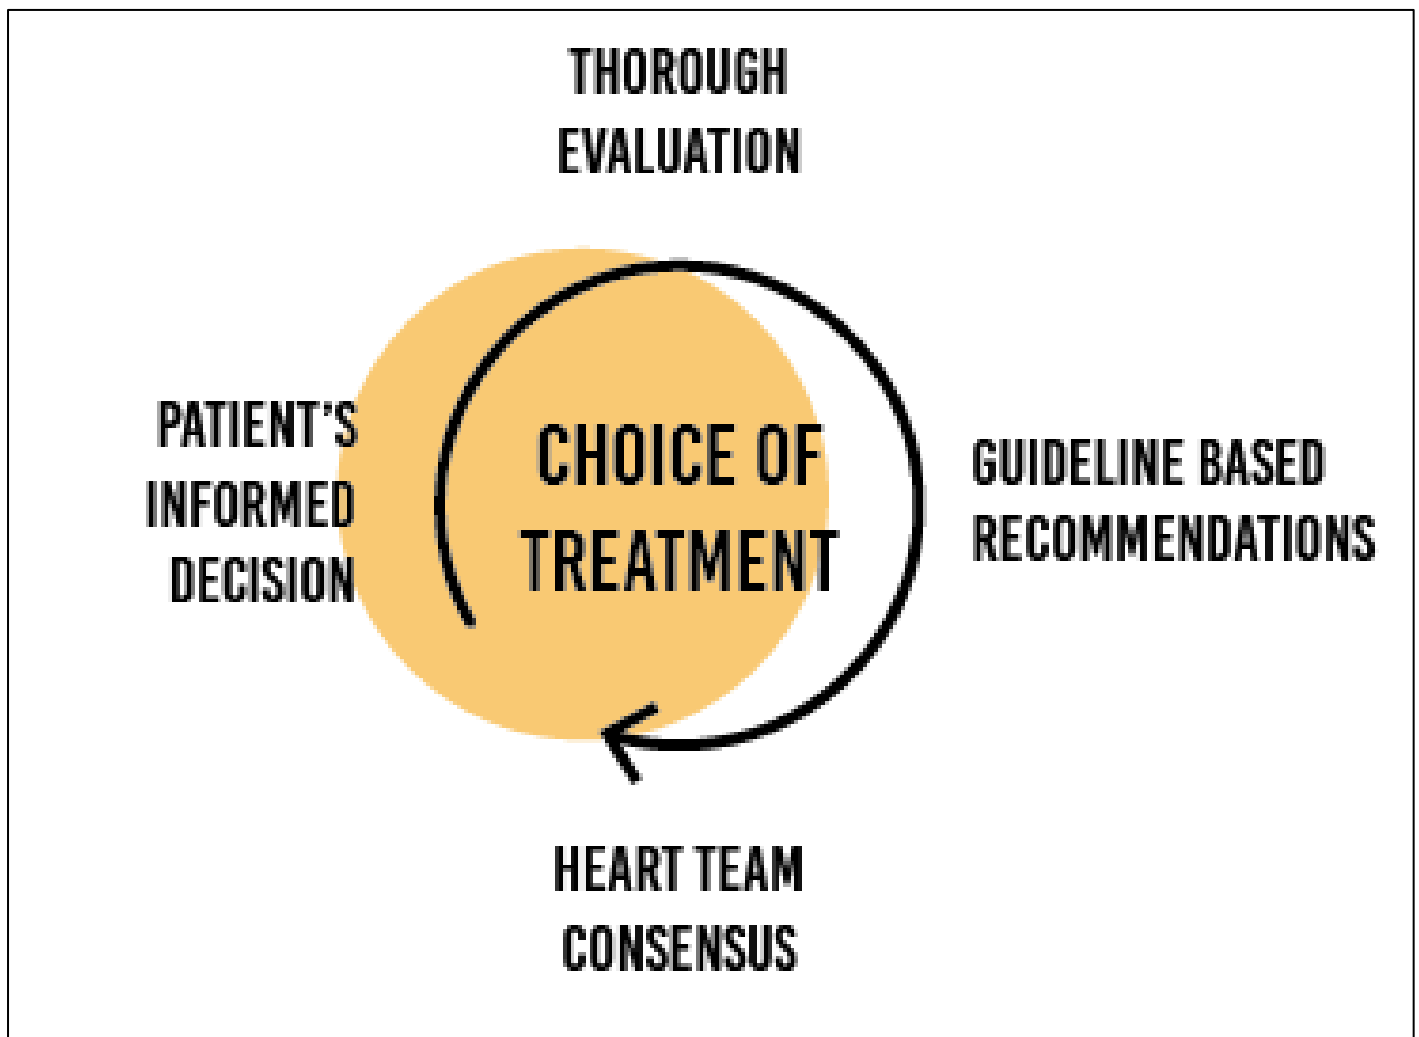 THOROUGH
EVALUATION
PATIENT'S
INFORMED
DECISION
CHOICE OF
TREATMENT
GUIDELINE BASED
RECOMMENDATIONS
HEART TEAM
CONSENSUS